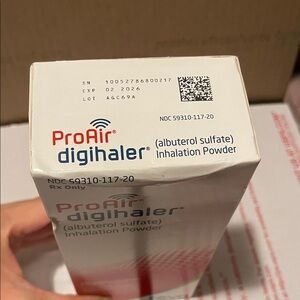 SN 10052786800217
EXP 02 2026
LOT AGC69A
NDC 59310-117-20
ProAir®
digihaler®
(albuterol sulfate)
Inhalation Powder
NDC 59310-117-20
Rx Only
ProAir®
digihaler®
(albuterol sulfate)
Inhalation Powder